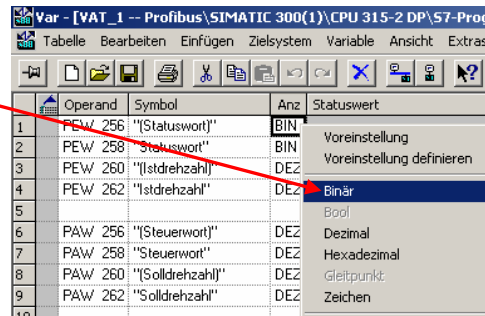 Var - [VAT_1 -- Profibus\SIMATIC 300(1)\CPU 315-2 DP\S7-Prog
Tabelle Bearbeiten Einfügen Zielsystem Variable Ansicht Extras
Operand Symbol Anz Statuswert
1 PEW 256 "(Statuswort)" BIN
2 PEW 258 "Statuswort" BIN
3 PEW 260 "(Istdrehzahl)" DEZ
4 PEW 262 "Istdrehzahl" DEZ
5
6 PAW 256 "(Steuerwort)" DEZ
7 PAW 258 "Steuerwort" DEZ
8 PAW 260 "(Solldrehzahl)" DEZ
9 PAW 262 "Solldrehzahl" DEZ
10
Voreinstellung
Voreinstellung definieren
Binär
Bool
Dezimal
Hexadezimal
Gleitpunkt
Zeichen